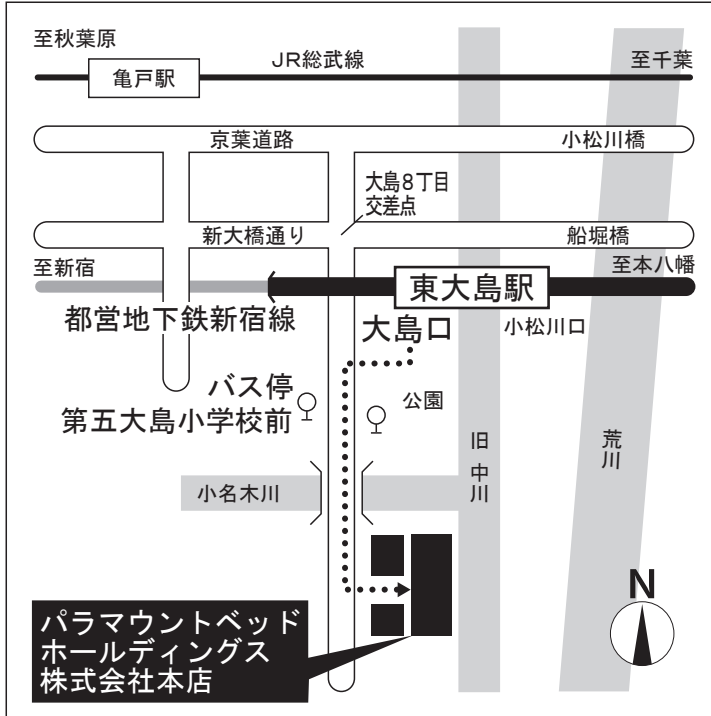 至秋葉原
JR総武線
至千葉
亀戸駅
京葉道路
小松川橋
大島8丁目
交差点
新大橋通り
船堀橋
至新宿
至本八幡
東大島駅
都営地下鉄新宿線
大島口
小松川口
バス停
第五大島小学校前
公園
旧中川
荒川
小名木川
N
パラマウントベッド
ホールディングス
株式会社本店